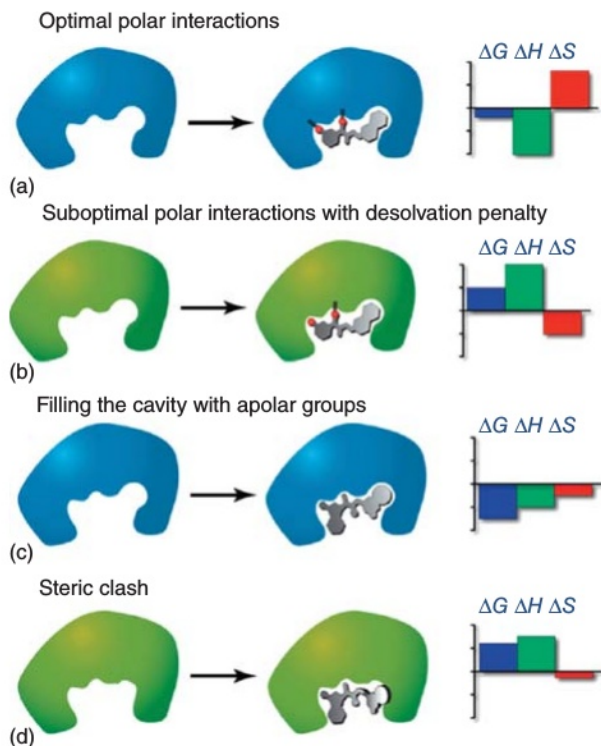 Optimal polar interactions
ΔG ΔH ΔS
(a)
Suboptimal polar interactions with desolvation penalty
ΔG ΔH ΔS
(b)
Filling the cavity with apolar groups
ΔG ΔH ΔS
(c)
Steric clash
ΔG ΔH ΔS
(d)